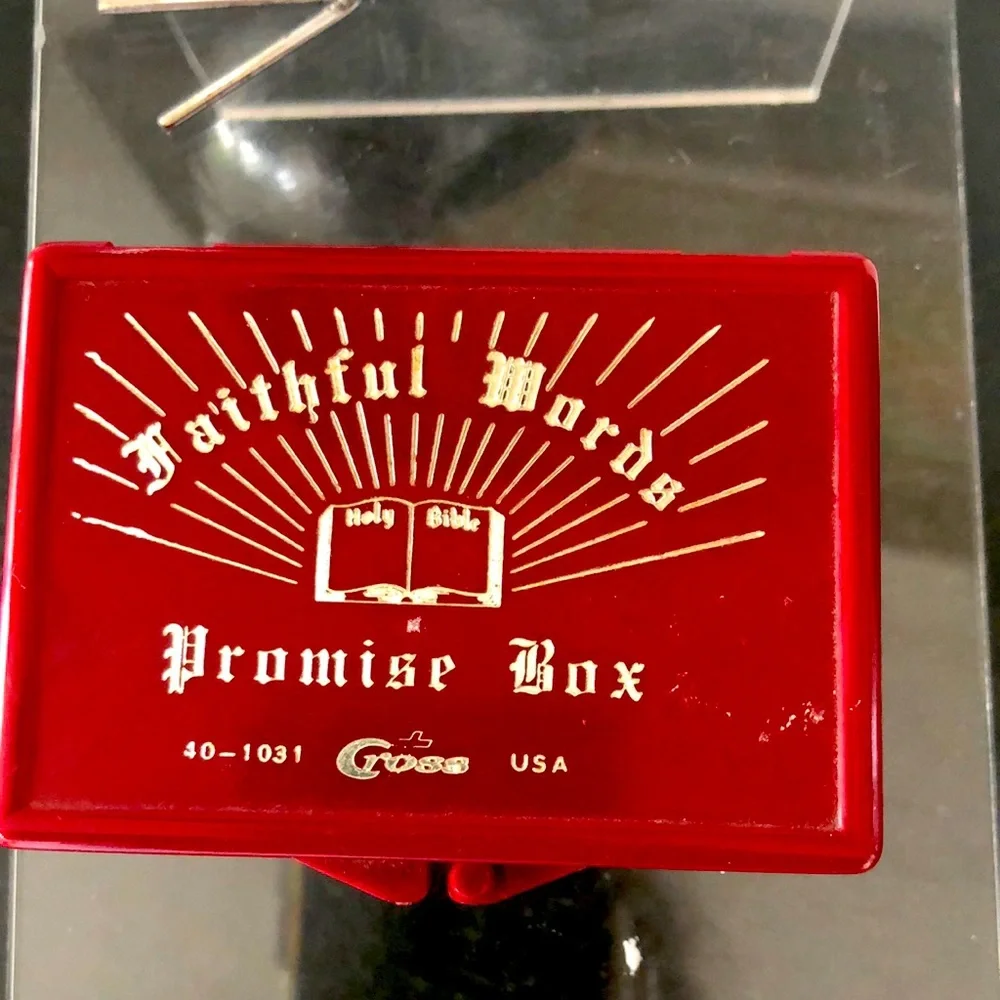 Faithful Words
Holy Bible
Promise Box
40-1031 Cross USA